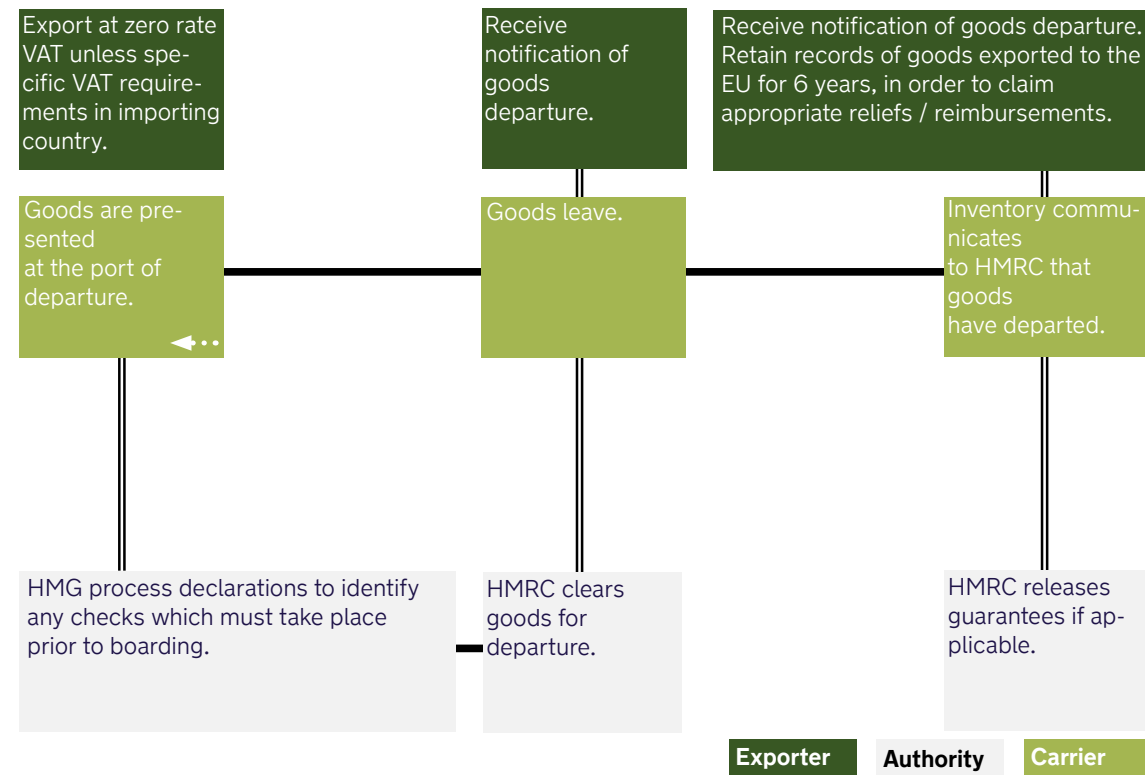 Export at zero rate
VAT unless spe-
cific VAT require-
ments in importing
country.
Receive
notification of
goods
departure.
Receive notification of goods departure.
Retain records of goods exported to the
EU for 6 years, in order to claim
appropriate reliefs / reimbursements.
Goods are pre-
sented
at the port of
departure.
Goods leave.
Inventory commu-
nicates
to HMRC that
goods
have departed.
HMG process declarations to identify
any checks which must take place
prior to boarding.
HMRC clears
goods for
departure.
HMRC releases
guarantees if ap-
plicable.
Exporter
Authority
Carrier